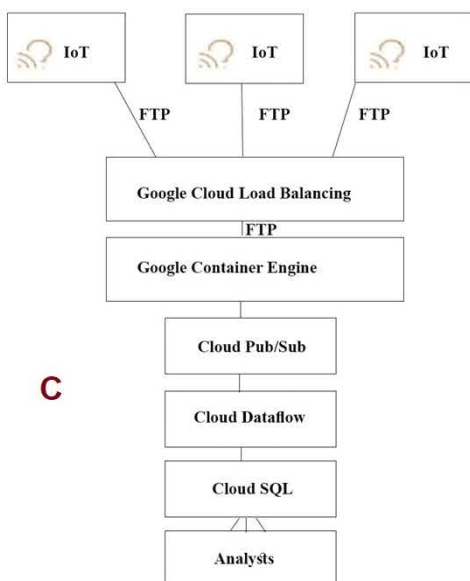 IoT
IoT
IoT
FTP
FTP
FTP
Google Cloud Load Balancing
FTP
Google Container Engine
Cloud Pub/Sub
C
Cloud Dataflow
Cloud SQL
Analysts